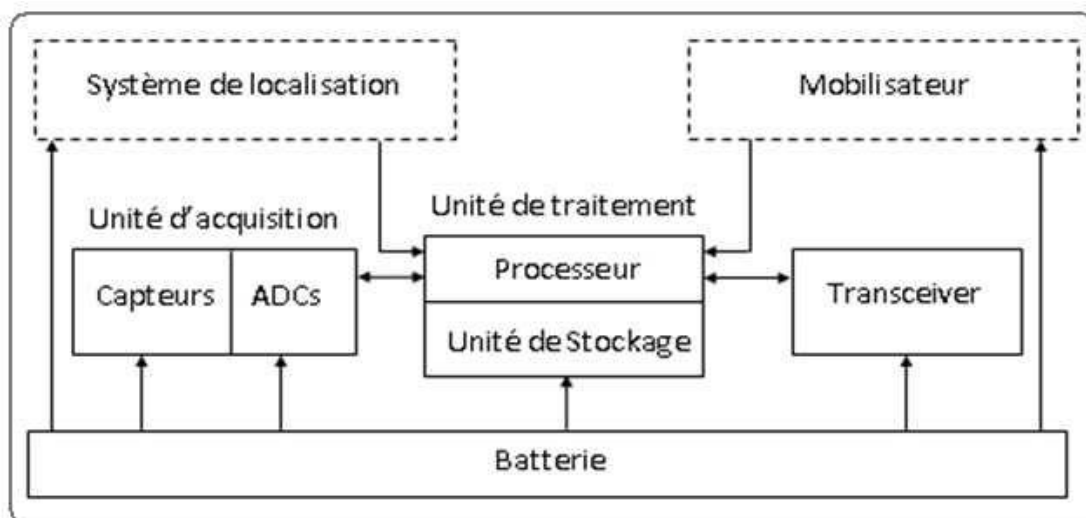 Système de localisation
Mobilisateur
Unité d'acquisition
Unité de traitement
Capteurs
ADCs
Processeur
Unité de Stockage
Transceiver
Batterie